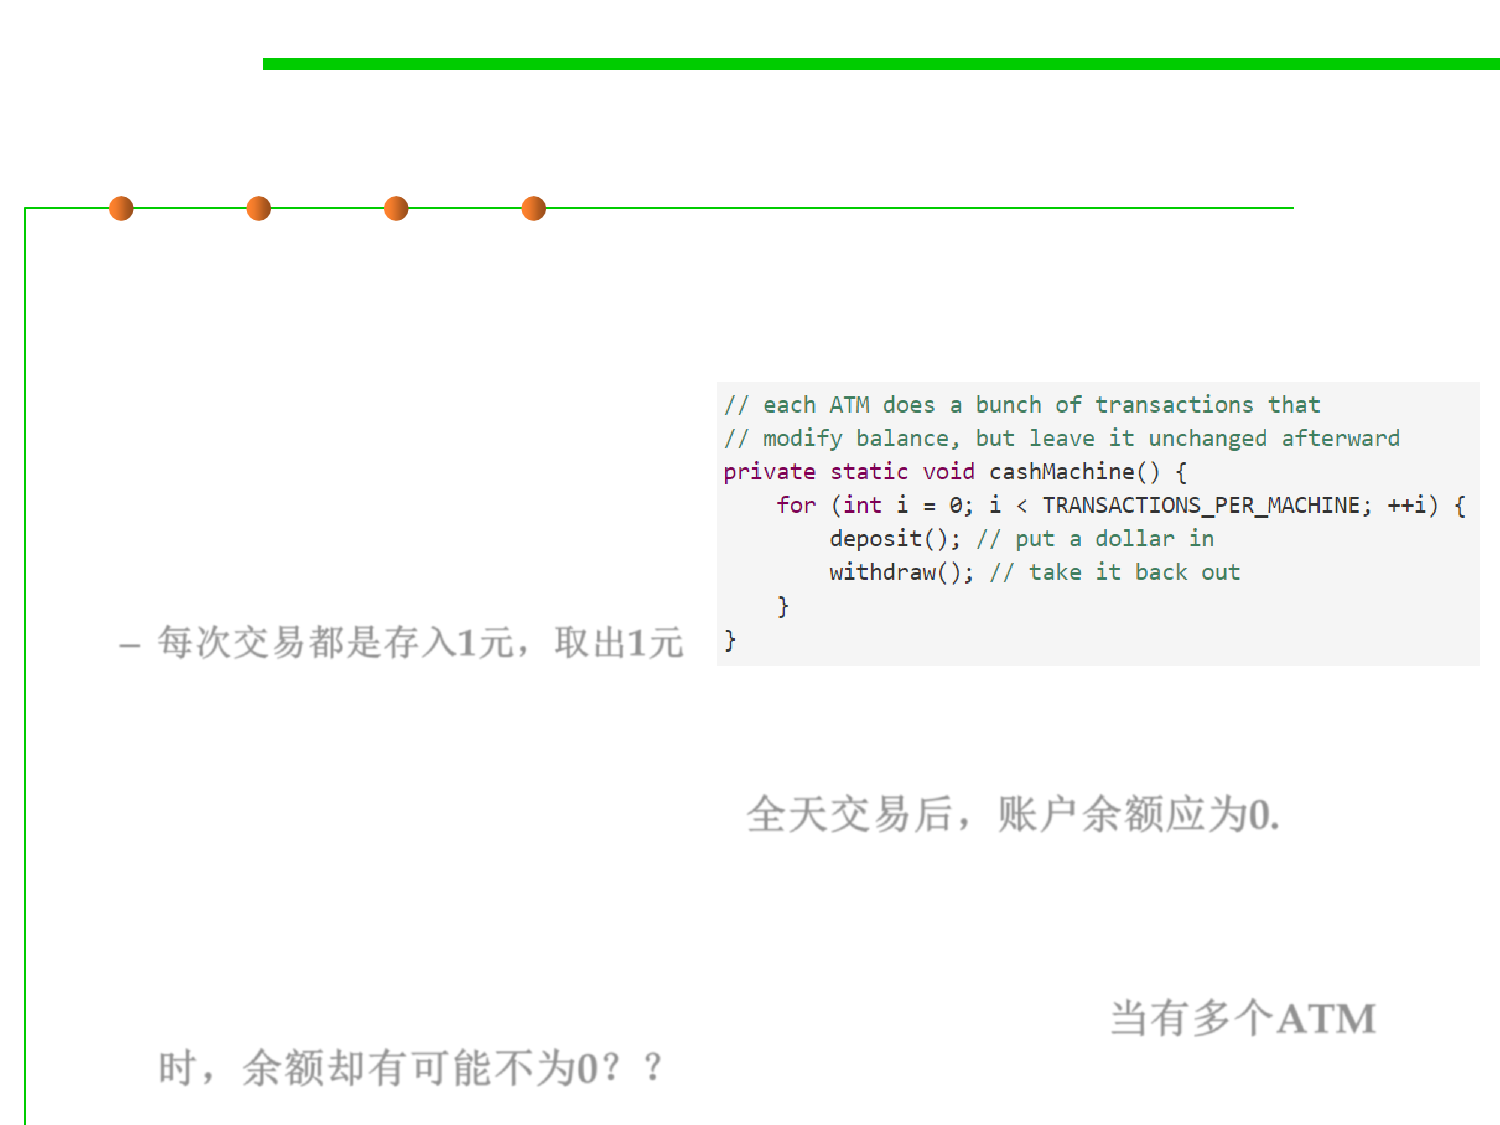 // each ATM does a bunch of transactions that
// modify balance, but leave it unchanged afterward
private static void cashMachine() {
    for (int i = 0; i < TRANSACTIONS_PER_MACHINE; ++i) {
        deposit(); // put a dollar in
        withdraw(); // take it back out
    }
}
– 每次交易都是存入1元，取出1元
全天交易后，账户余额应为0.
当有多个ATM
时，余额却有可能不为0？？